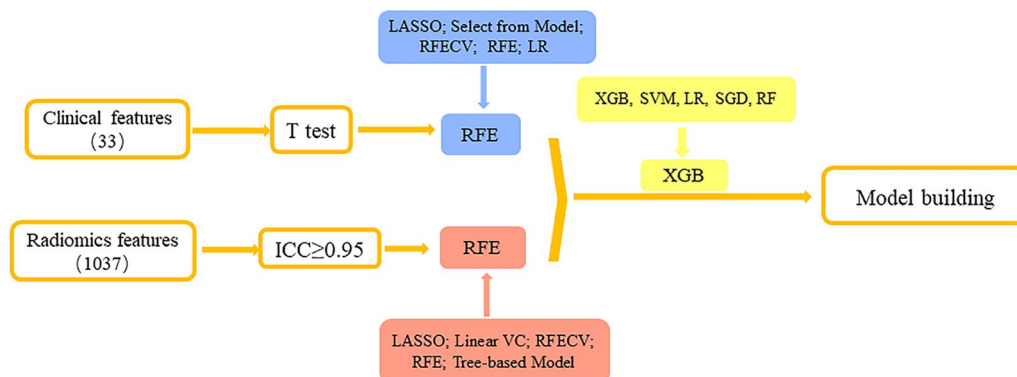 LASSO; Select from Model;
RFECV; RFE; LR
Clinical features
(33)
T test
RFE
XGB, SVM, LR, SGD, RF
XGB
Model building
Radiomics features
(1037)
ICC≥0.95
RFE
LASSO; Linear VC; RFECV;
RFE; Tree-based Model